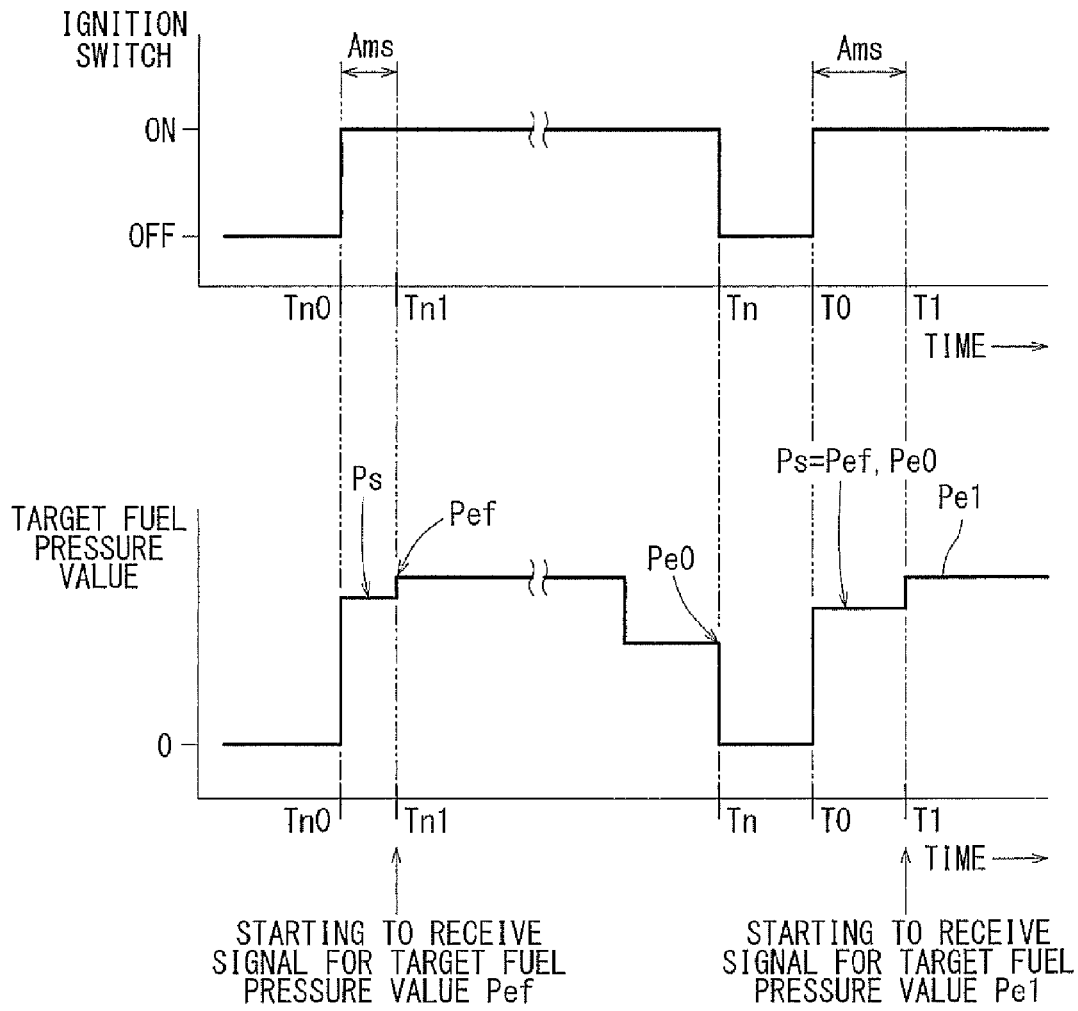 IGNITION
SWITCH
Ams
Ams
ON
OFF
Tn0
Tn1
Tn
T0
T1
TIME
Ps=Pef, Pe0
Ps
Pe1
Pef
TARGET FUEL
PRESSURE
VALUE
Pe0
0
Tn0
Tn1
Tn
T0
T1
TIME
STARTING TO RECEIVE
SIGNAL FOR TARGET FUEL
PRESSURE VALUE Pef
STARTING TO RECEIVE
SIGNAL FOR TARGET FUEL
PRESSURE VALUE Pe1